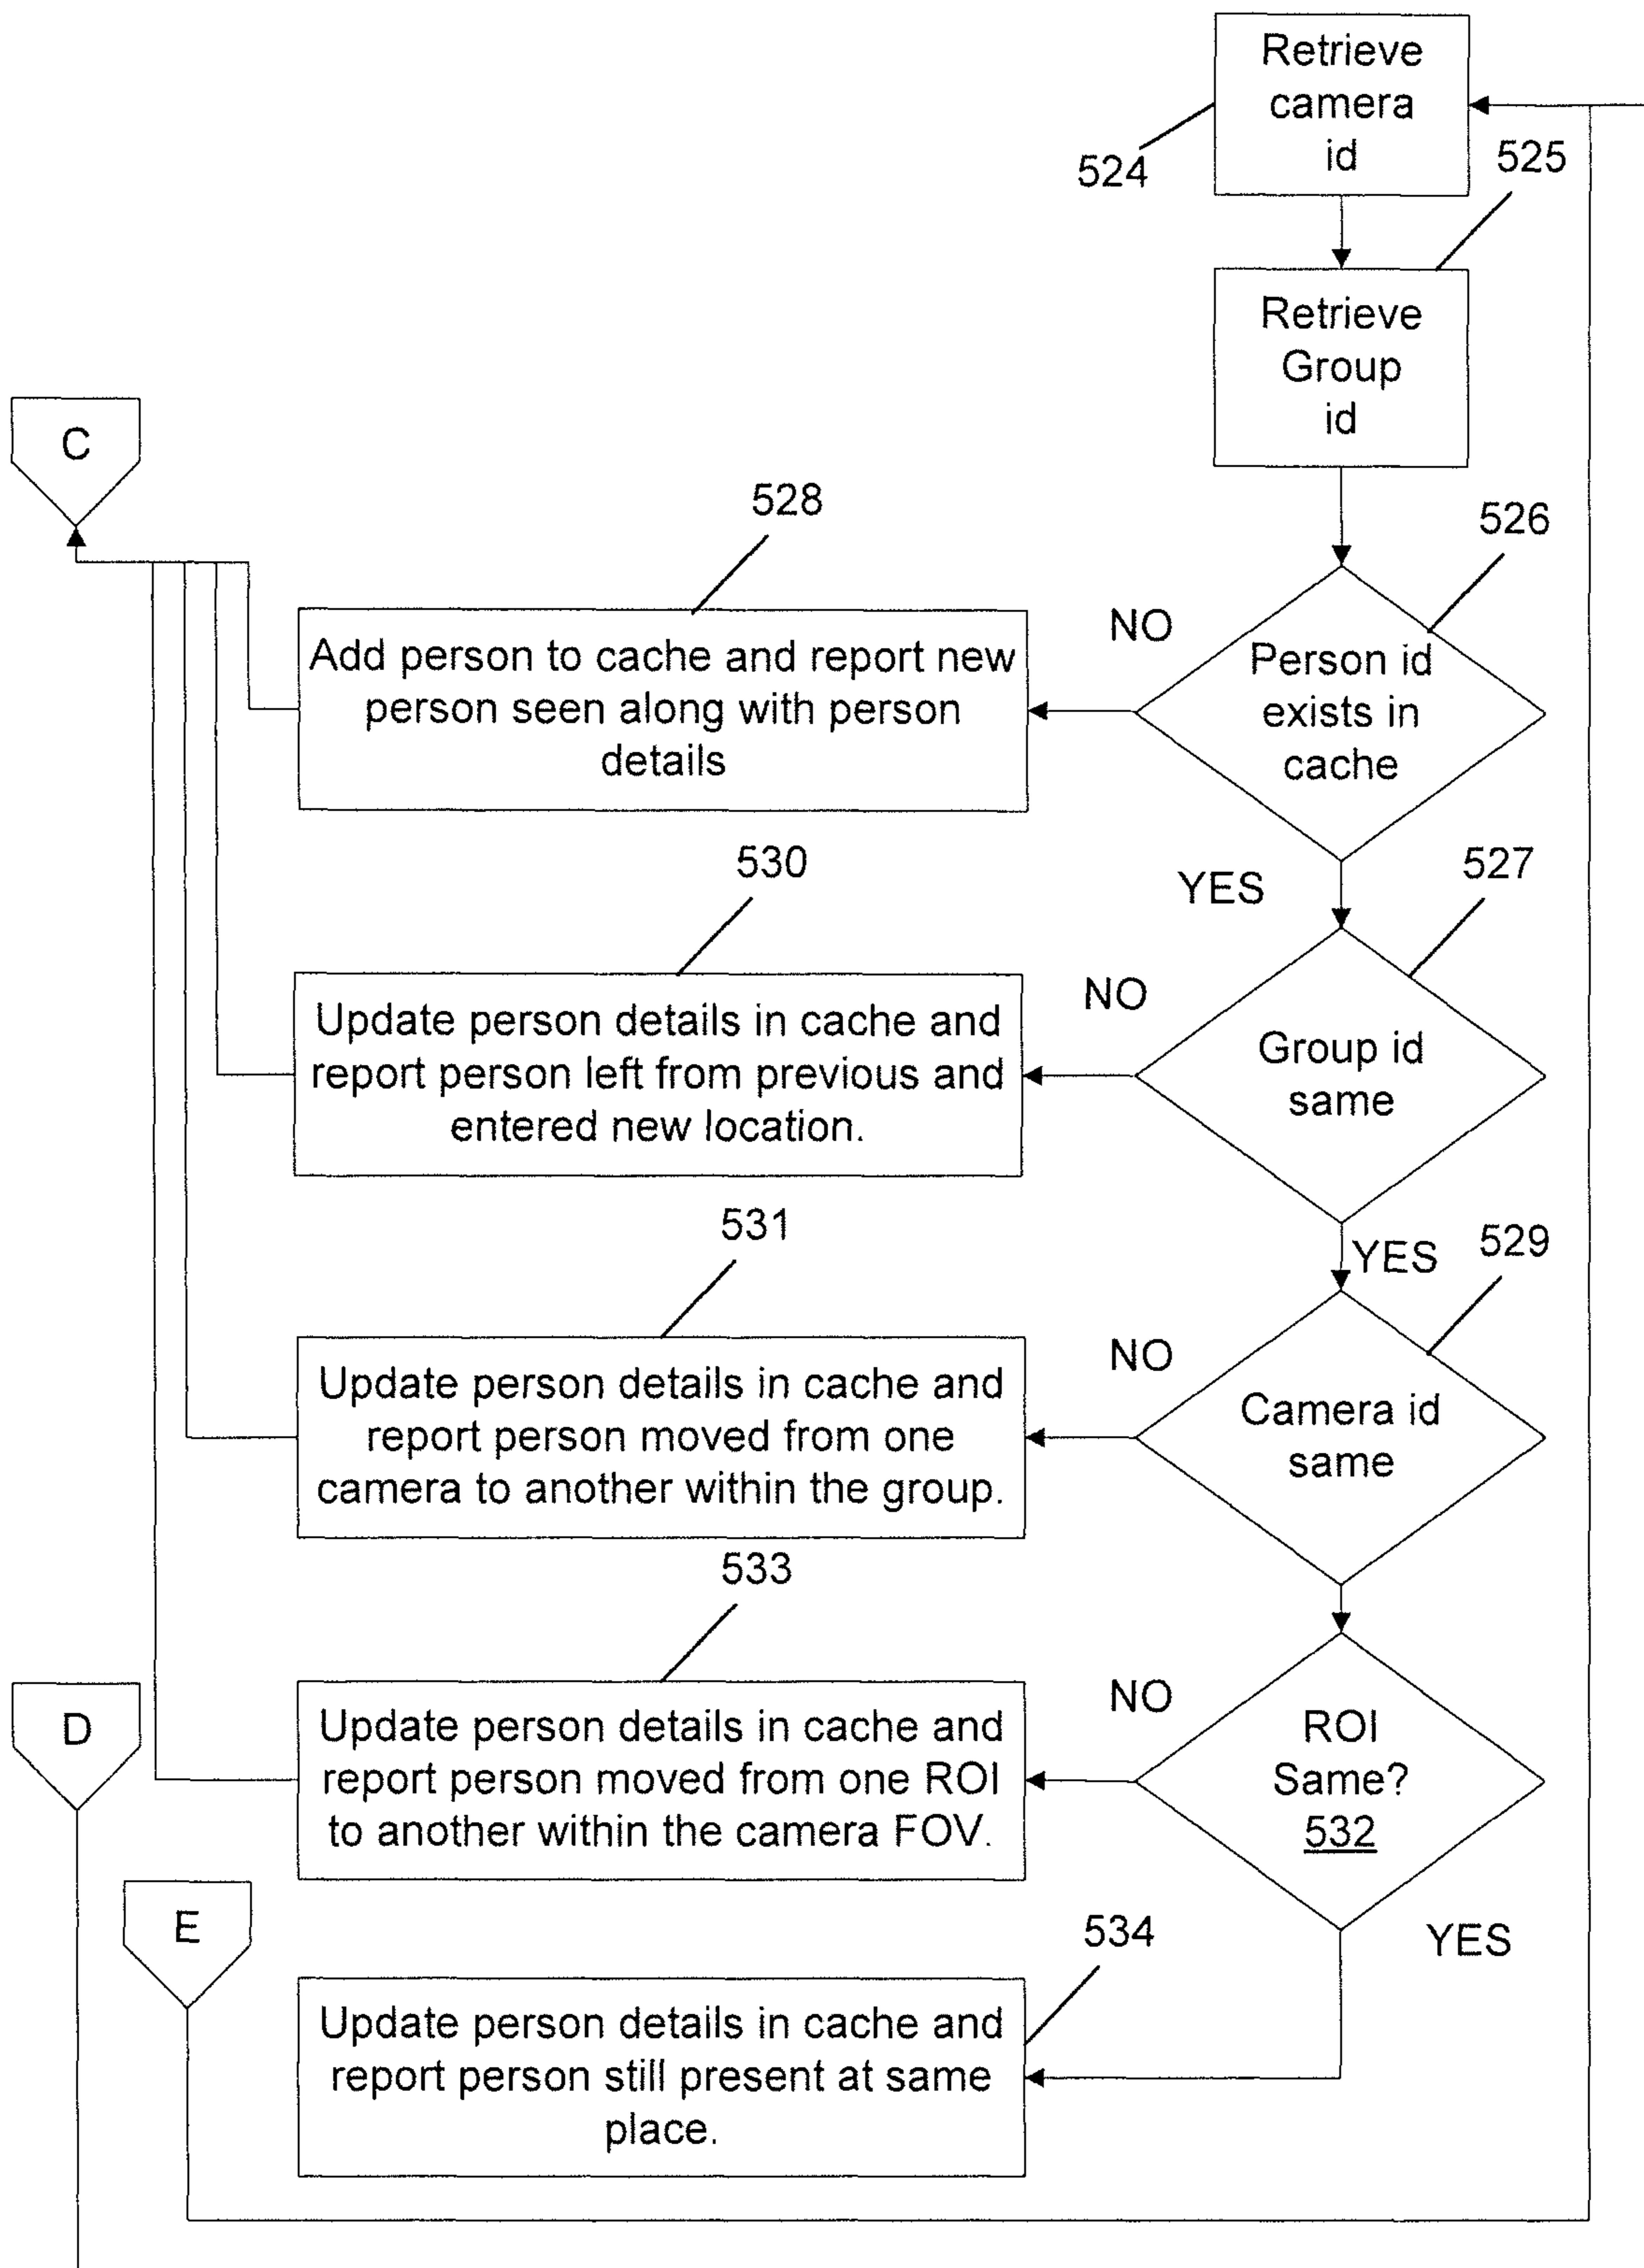 Retrieve
camera
id
524
525
Retrieve
Group
id
C
528
526
Add person to cache and report new
person seen along with person
details
NO
Person id
exists in
cache
530
YES
527
Update person details in cache and
report person left from previous and
entered new location.
NO
Group id
same
531
YES
529
Update person details in cache and
report person moved from one
camera to another within the group.
NO
Camera id
same
533
D
Update person details in cache and
report person moved from one ROI
to another within the camera FOV.
NO
ROI
Same?
532
E
534
YES
Update person details in cache and
report person still present at same
place.